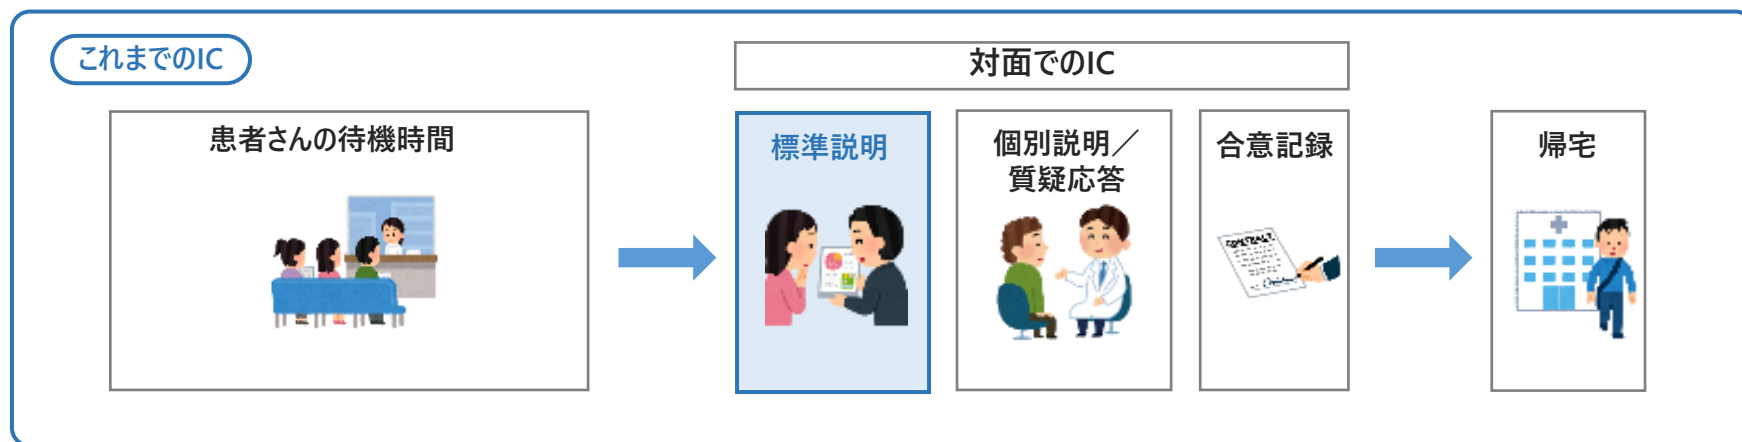 これまでのIC
対面でのIC
患者さんの待機時間
標準説明
個別説明／
質疑応答
合意記録
CONTRACT
帰宅